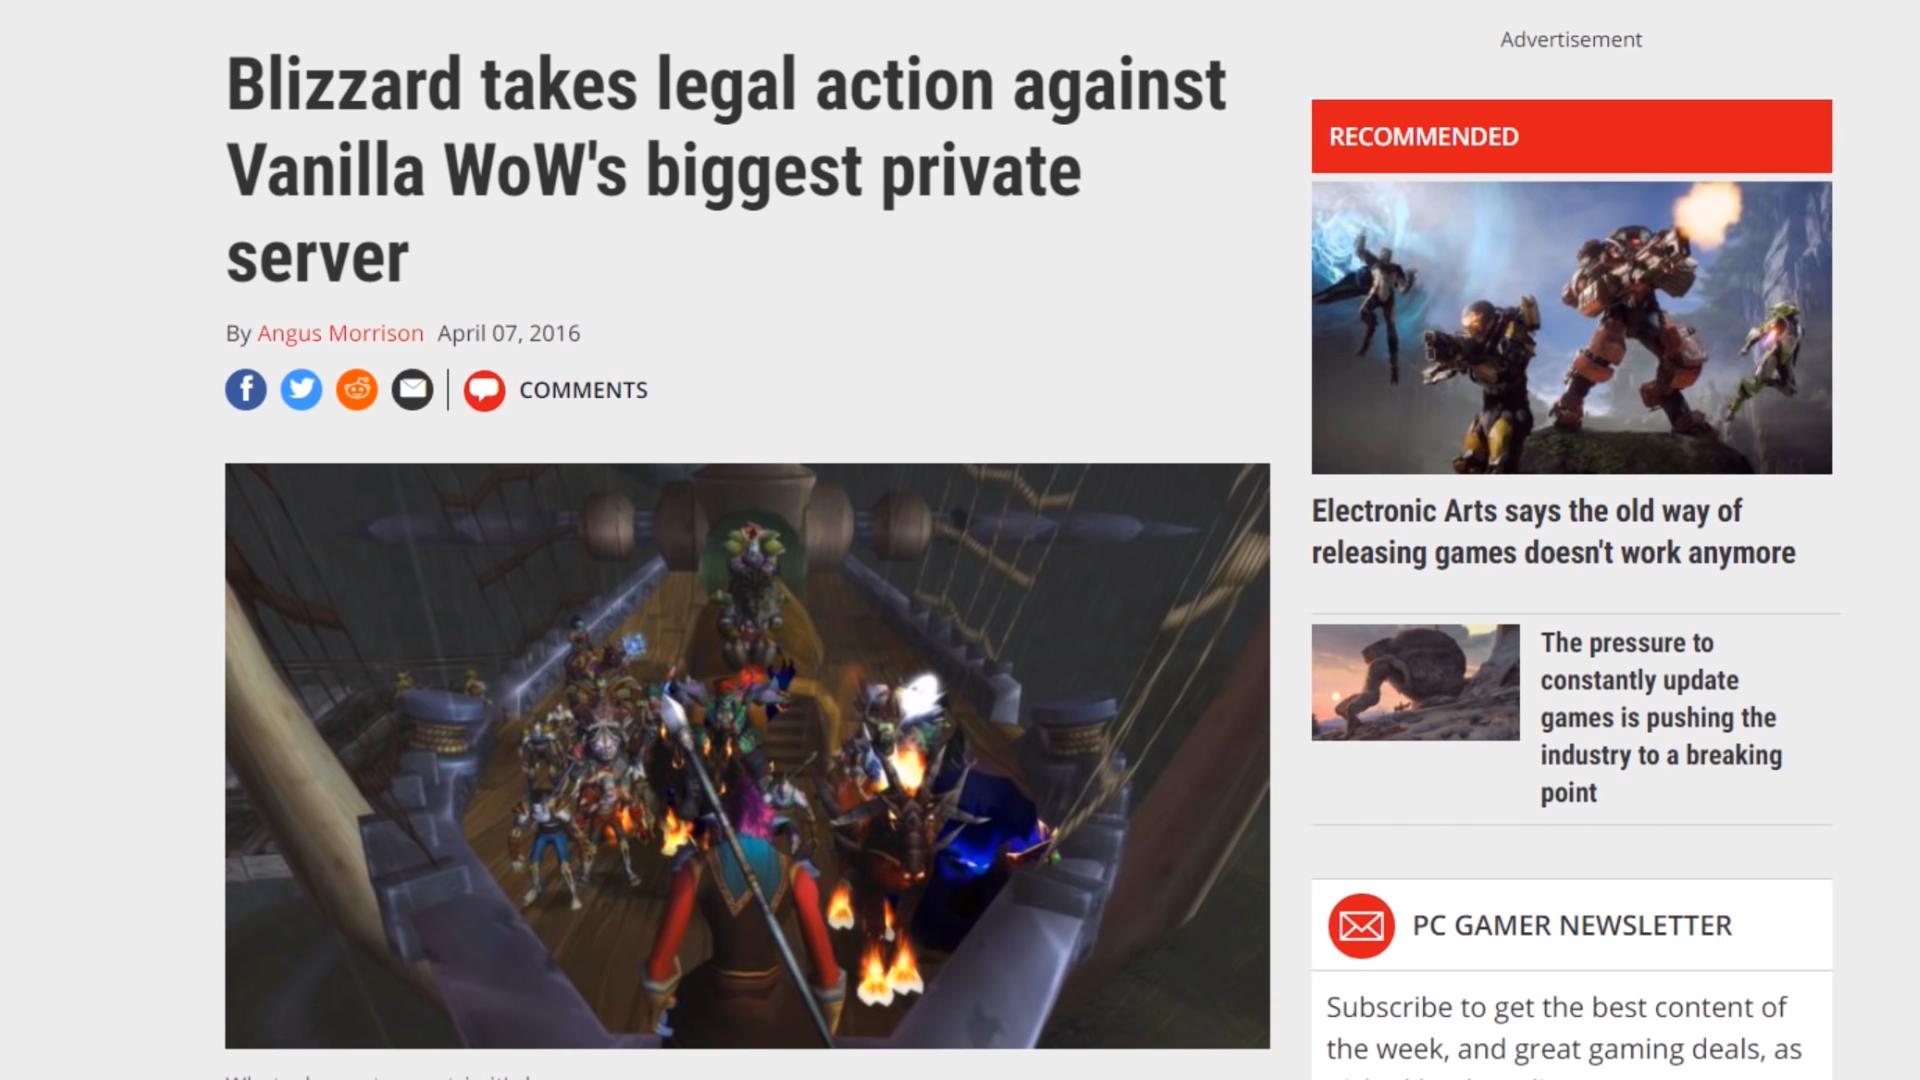 Blizzard takes legal action against
Vanilla WoW's biggest private
server
By Angus Morrison April 07, 2016
COMMENTS
Advertisement
RECOMMENDED
Electronic Arts says the old way of
releasing games doesn't work anymore
The pressure to
constantly update
games is pushing the
industry to a breaking
point
PC GAMER NEWSLETTER
Subscribe to get the best content of
the week, and great gaming deals, as